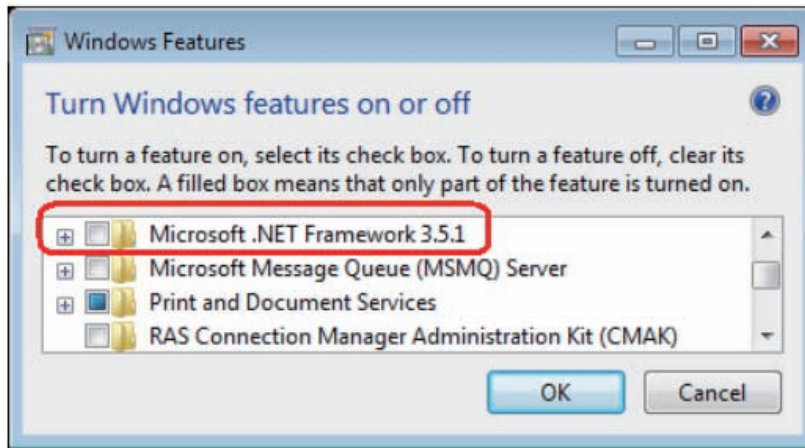 Windows Features
Turn Windows features on or off
To turn a feature on, select its check box. To turn a feature off, clear its
check box. A filled box means that only part of the feature is turned on.
Microsoft .NET Framework 3.5.1
Microsoft Message Queue (MSMQ) Server
Print and Document Services
RAS Connection Manager Administration Kit (CMAK)
OK Cancel